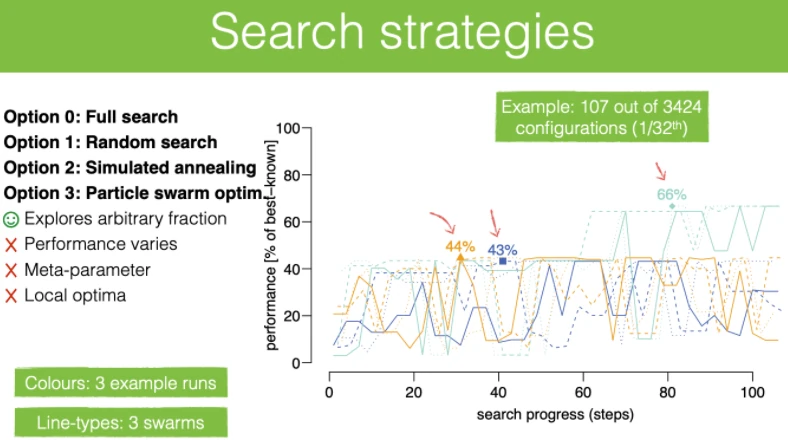 Search strategies
Option 0: Full search
Option 1: Random search
Option 2: Simulated annealing
Option 3: Particle swarm optim.
Explores arbitrary fraction
Performance varies
Meta-parameter
Local optima
Colours: 3 example runs
Line-types: 3 swarms
Example: 107 out of 3424
configurations (1/32th)
performance [% of best-known]
100
80
60
40
20
0
44%
43%
66%
0 20 40 60 80 100
search progress (steps)